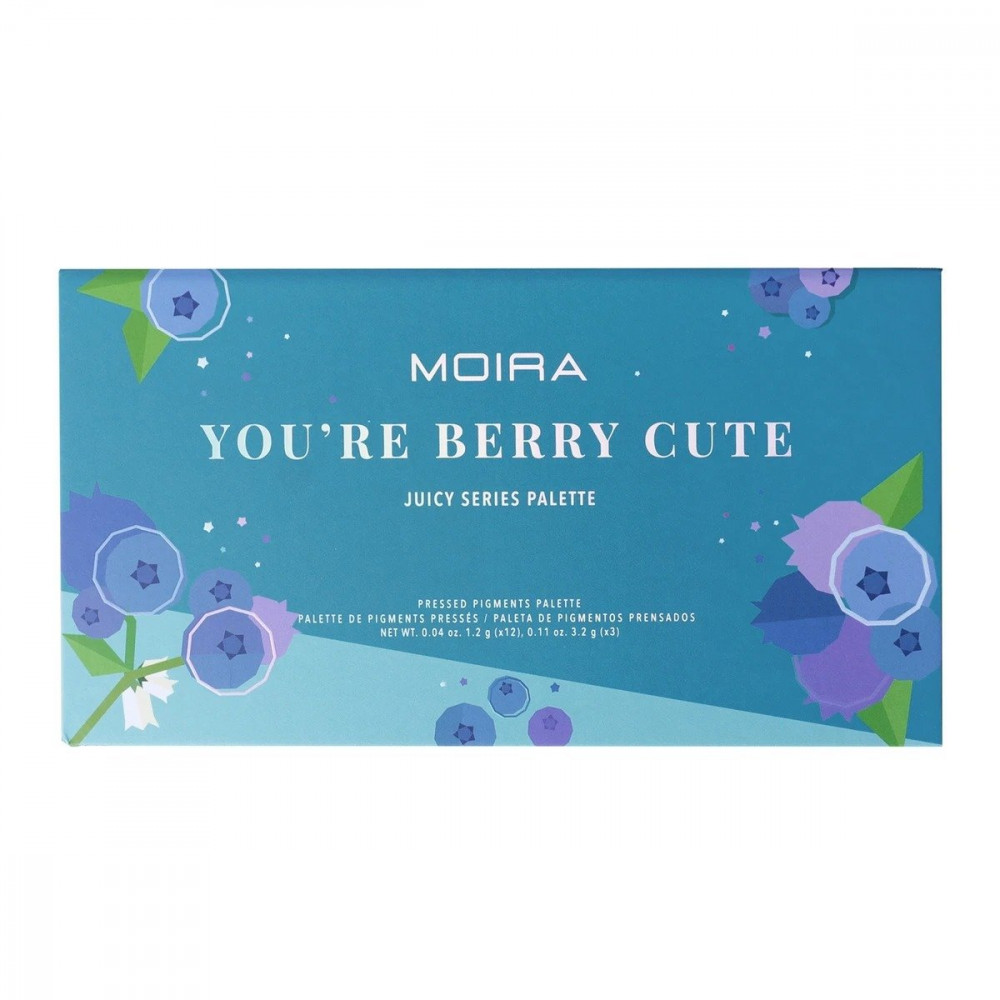 MOIRA
YOU'RE BERRY CUTE
JUICY SERIES PALETTE
PRESSED PIGMENTS PALETTE
PALETTE DE PIGMENTS PRESSÉS / PALETA DE PIGMENTOS PRENSADOS
NET WT. 0.04 oz. 1.2 g (x12), 0.11 oz. 3.2 g (x3)